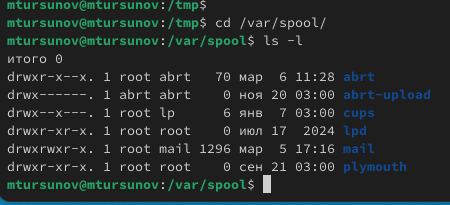 mtursunov@mtursunov:/tmp$
mtursunov@mtursunov:/tmp$ cd /var/spool/
mtursunov@mtursunov:/var/spool$ ls -l
итого 0
drwxr-x--x. 1 root abrt   70 мар  6 11:28 abrt
drwx------. 1 abrt abrt    0 ноя 20 03:00 abrt-upload
drwx--x---. 1 root lp      6 янв  7 03:00 cups
drwxr-xr-x. 1 root root    0 июл 17  2024 lpd
drwxrwxr-x. 1 root mail 1296 мар  5 17:16 mail
drwxr-xr-x. 1 root root    0 сен 21 03:00 plymouth
mtursunov@mtursunov:/var/spool$